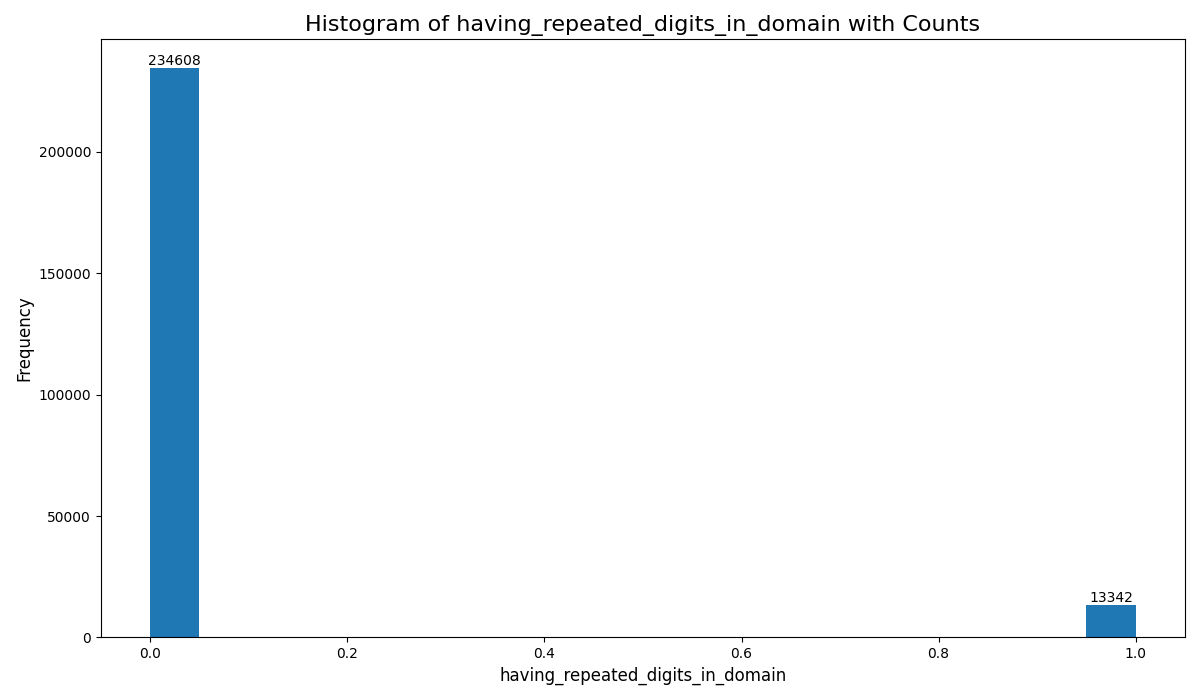 Histogram of having_repeated_digits_in_domain with Counts
234608
200000
150000
100000
50000
0
Frequency
13342
0.0 0.2 0.4 0.6 0.8 1.0
having_repeated_digits_in_domain